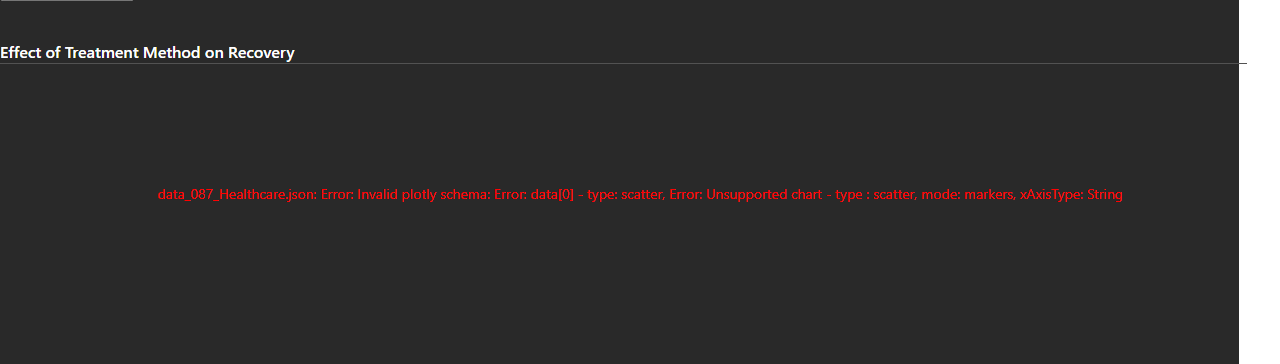 Effect of Treatment Method on Recovery
data_087_Healthcare.json: Error: Invalid plotly schema: Error: data[0] - type: scatter, Error: Unsupported chart - type : scatter, mode: markers, xAxisType: String